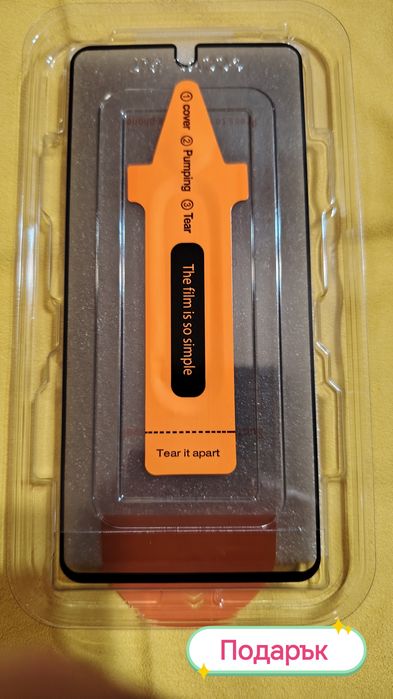 ① cover ② Pumping ③ Tear
The film is so simple
Tear it apart
Подарък